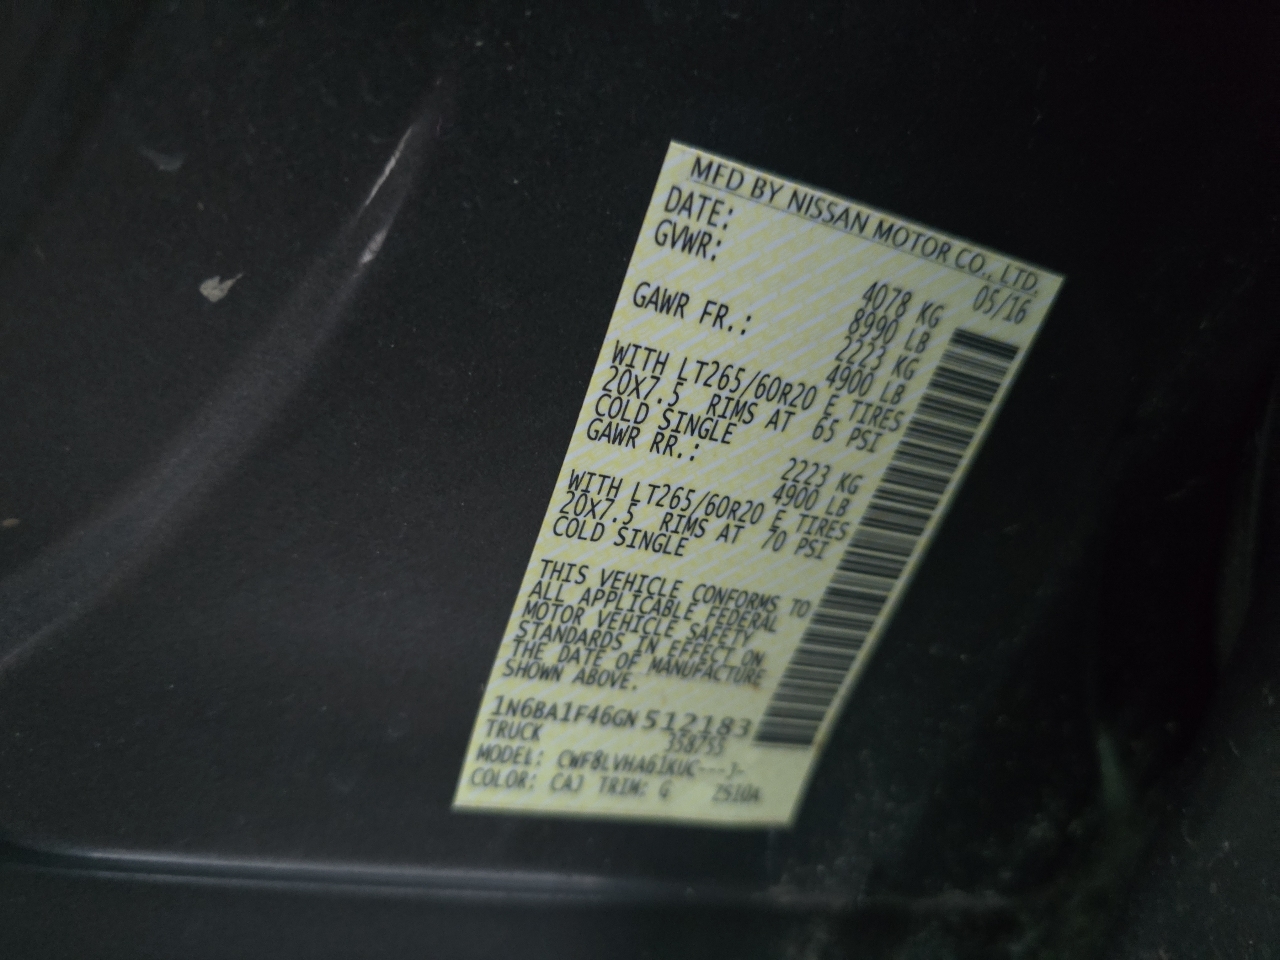 MFD BY NISSAN MOTOR CO., LTD.
DATE: 05/16
GVWR: 4078 KG
8990 LB
GAWR FR.: 2223 KG
4900 LB
WITH LT265/60R20 E TIRES
20X7.5 RIMS AT 65 PSI
COLD SINGLE
GAWR RR.: 2223 KG
4900 LB
WITH LT265/60R20 E TIRES
20X7.5 RIMS AT 70 PSI
COLD SINGLE
THIS VEHICLE CONFORMS TO
ALL APPLICABLE FEDERAL
MOTOR VEHICLE SAFETY
STANDARDS IN EFFECT ON
THE DATE OF MANUFACTURE
SHOWN ABOVE.
1N6BA1F46GN512183
TRUCK 358755
MODEL: CWF8LVHA61KUC---J-
COLOR: CAJ TRIM: G